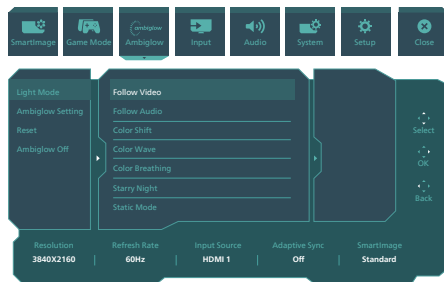 ambiglow
SmartImage Game Mode Ambiglow Input Audio System Setup Close
Light Mode
Ambiglow Setting
Reset
Ambiglow Off
Follow Video
Follow Audio
Color Shift
Color Wave
Color Breathing
Starry Night
Static Mode
Select
OK
Back
Resolution Refresh Rate Input Source Adaptive Sync SmartImage
3840X2160 | 60Hz | HDMI 1 | Off | Standard